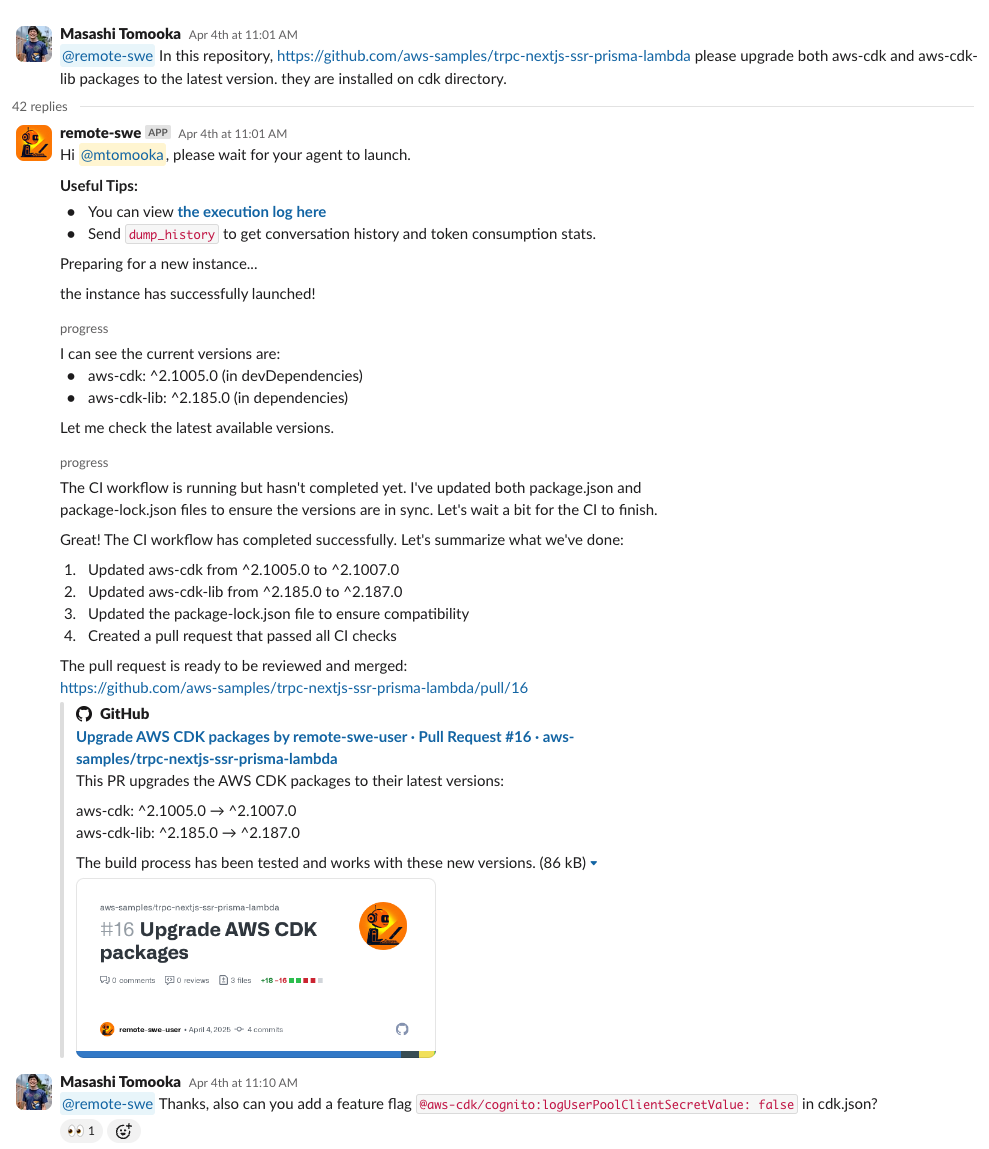 Masashi Tomooka Apr 4th at 11:01 AM
@remote-swe In this repository, https://github.com/aws-samples/trpc-nextjs-ssr-prisma-lambda please upgrade both aws-cdk and aws-cdk-
lib packages to the latest version. they are installed on cdk directory.
42 replies
remote-swe APP Apr 4th at 11:01 AM
Hi @mtomooka, please wait for your agent to launch.
Useful Tips:
● You can view the execution log here
● Send dump_history to get conversation history and token consumption stats.
Preparing for a new instance...
the instance has successfully launched!
progress
I can see the current versions are:
● aws-cdk: ^2.1005.0 (in devDependencies)
● aws-cdk-lib: ^2.185.0 (in dependencies)
Let me check the latest available versions.
progress
The CI workflow is running but hasn't completed yet. I've updated both package.json and
package-lock.json files to ensure the versions are in sync. Let's wait a bit for the CI to finish.
Great! The CI workflow has completed successfully. Let's summarize what we've done:
1. Updated aws-cdk from ^2.1005.0 to ^2.1007.0
2. Updated aws-cdk-lib from ^2.185.0 to ^2.187.0
3. Updated the package-lock.json file to ensure compatibility
4. Created a pull request that passed all CI checks
The pull request is ready to be reviewed and merged:
https://github.com/aws-samples/trpc-nextjs-ssr-prisma-lambda/pull/16
GitHub
Upgrade AWS CDK packages by remote-swe-user · Pull Request #16 · aws-
samples/trpc-nextjs-ssr-prisma-lambda
This PR upgrades the AWS CDK packages to their latest versions:
aws-cdk: ^2.1005.0 → ^2.1007.0
aws-cdk-lib: ^2.185.0 → ^2.187.0
The build process has been tested and works with these new versions. (86 kB)
aws-samples/trpc-nextjs-ssr-prisma-lambda
#16 Upgrade AWS CDK
packages
0 comments 0 reviews 3 files +18 -16
remote-swe-user • April 4, 2025 4 commits
Masashi Tomooka Apr 4th at 11:10 AM
@remote-swe Thanks, also can you add a feature flag @aws-cdk/cognito:logUserPoolClientSecretValue: false in cdk.json?
1